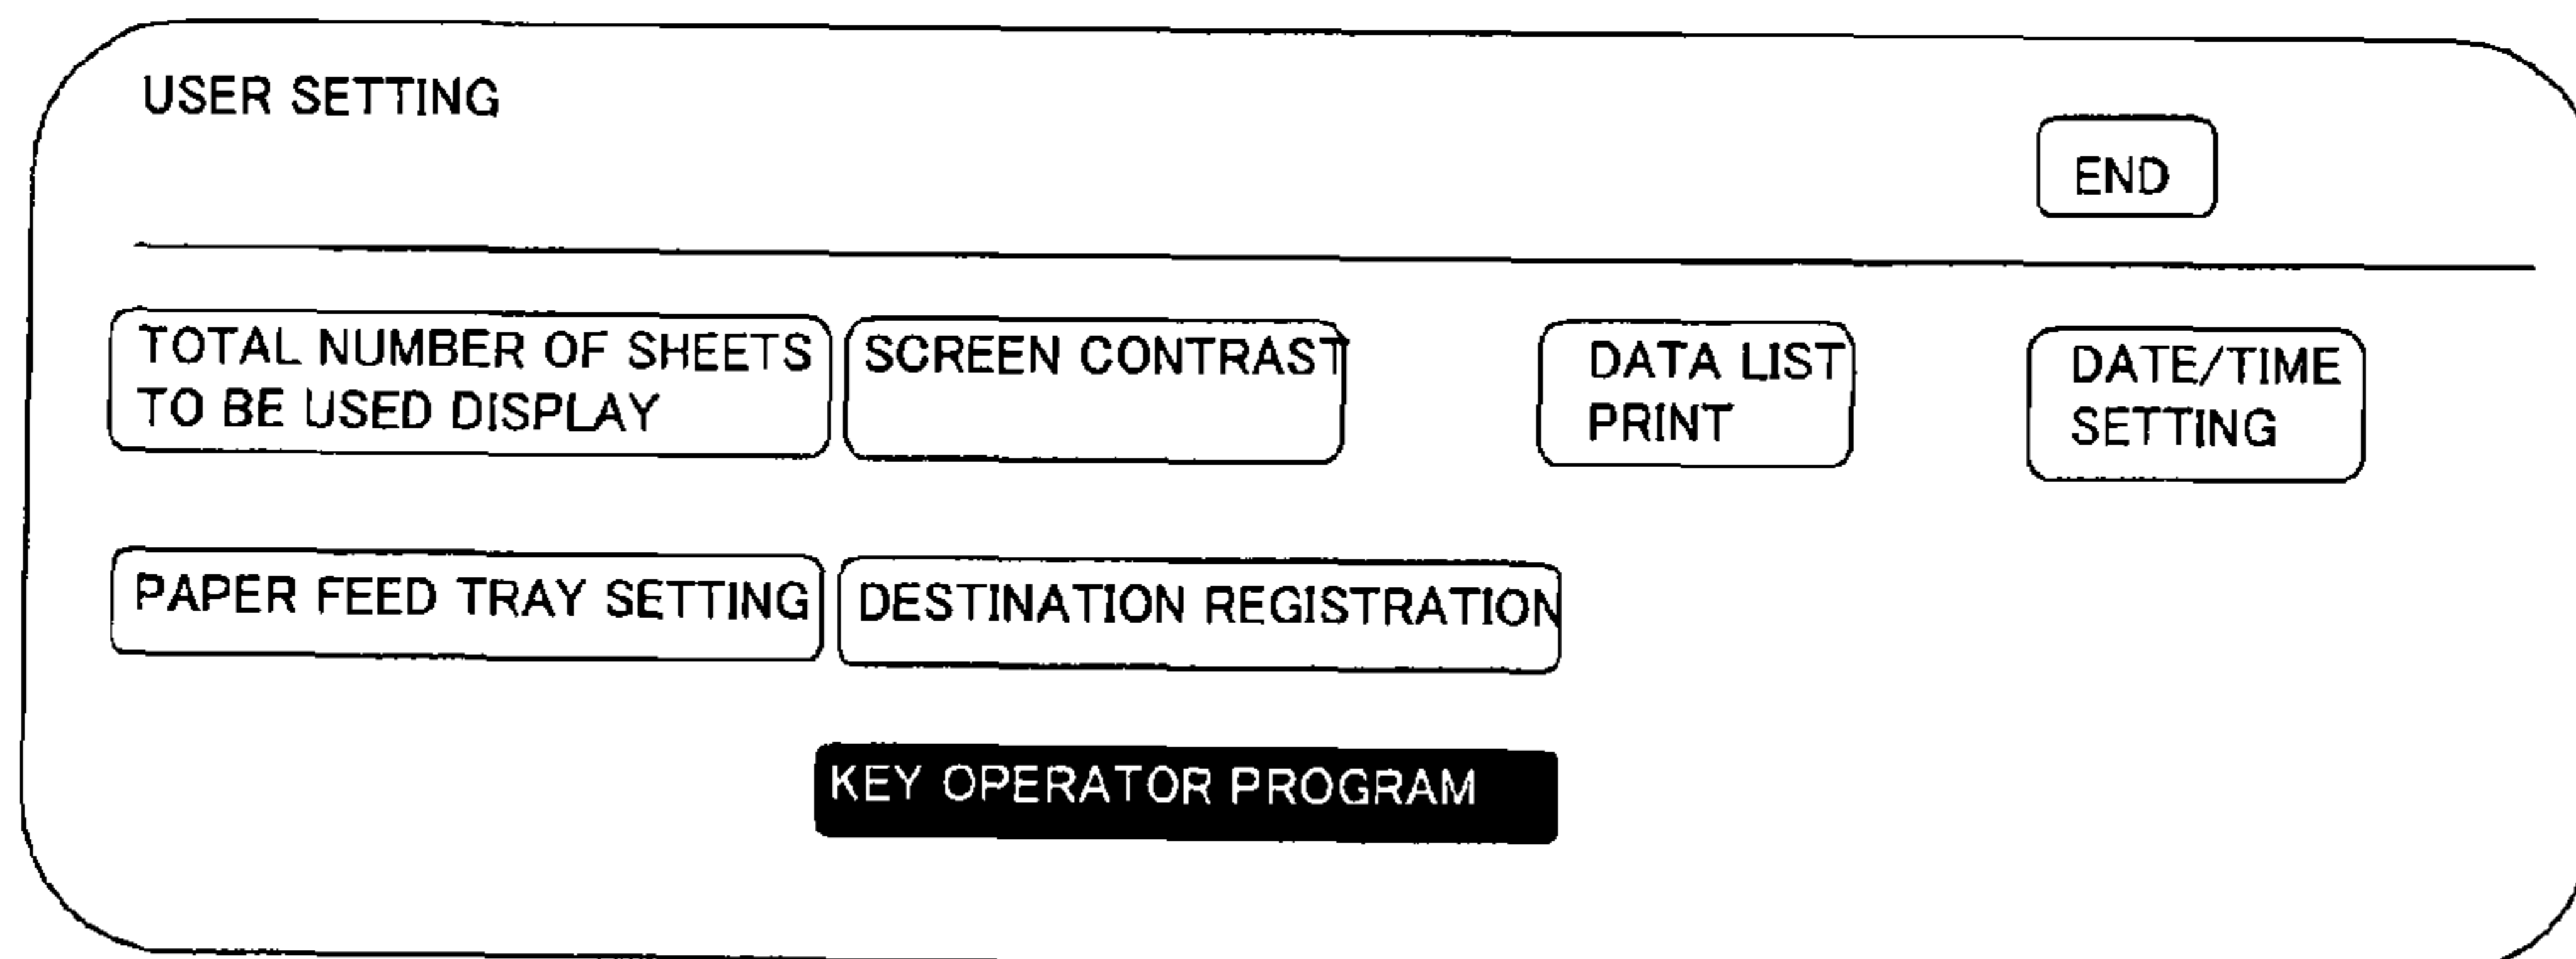 USER SETTING
END
TOTAL NUMBER OF SHEETS
TO BE USED DISPLAY
SCREEN CONTRAST
DATA LIST
PRINT
DATE/TIME
SETTING
PAPER FEED TRAY SETTING
DESTINATION REGISTRATION
KEY OPERATOR PROGRAM